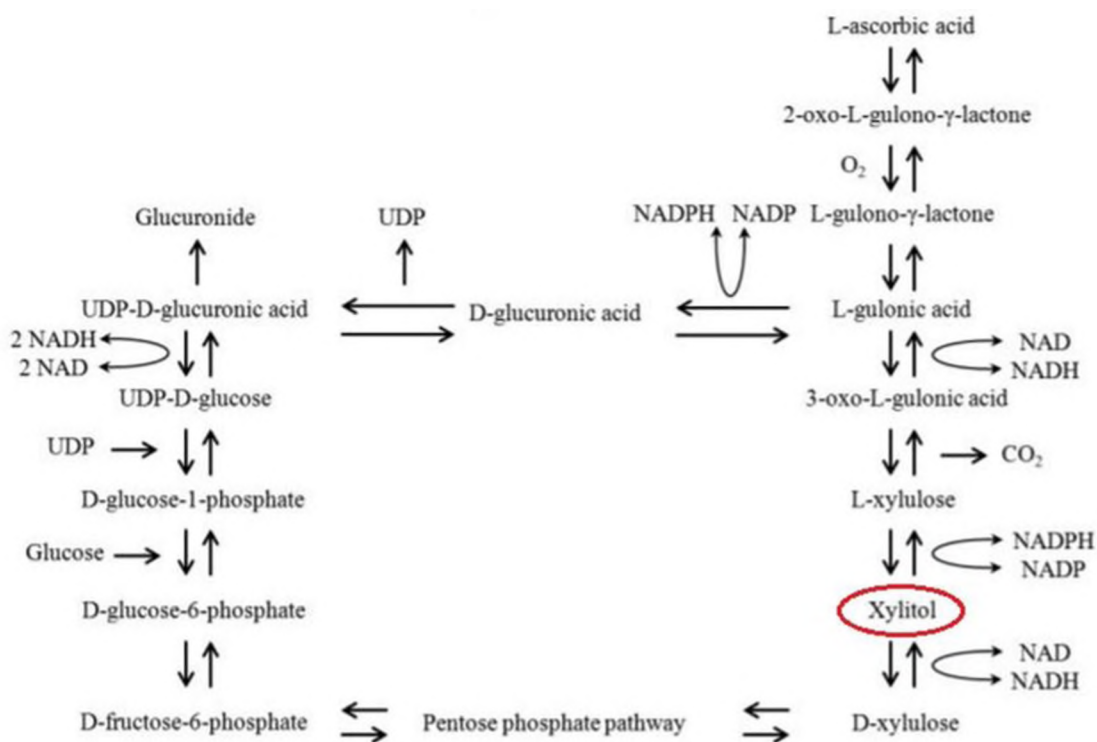 L-ascorbic acid
2-oxo-L-gulono-γ-lactone
O₂
Glucuronide
UDP
NADPH NADP
L-gulono-γ-lactone
UDP-D-glucuronic acid
D-glucuronic acid
L-gulonic acid
2 NADH
2 NAD
NAD
NADH
UDP-D-glucose
3-oxo-L-gulonic acid
UDP
CO₂
D-glucose-1-phosphate
L-xylulose
Glucose
NADPH
NADP
D-glucose-6-phosphate
Xylitol
NAD
NADH
D-fructose-6-phosphate
Pentose phosphate pathway
D-xylulose